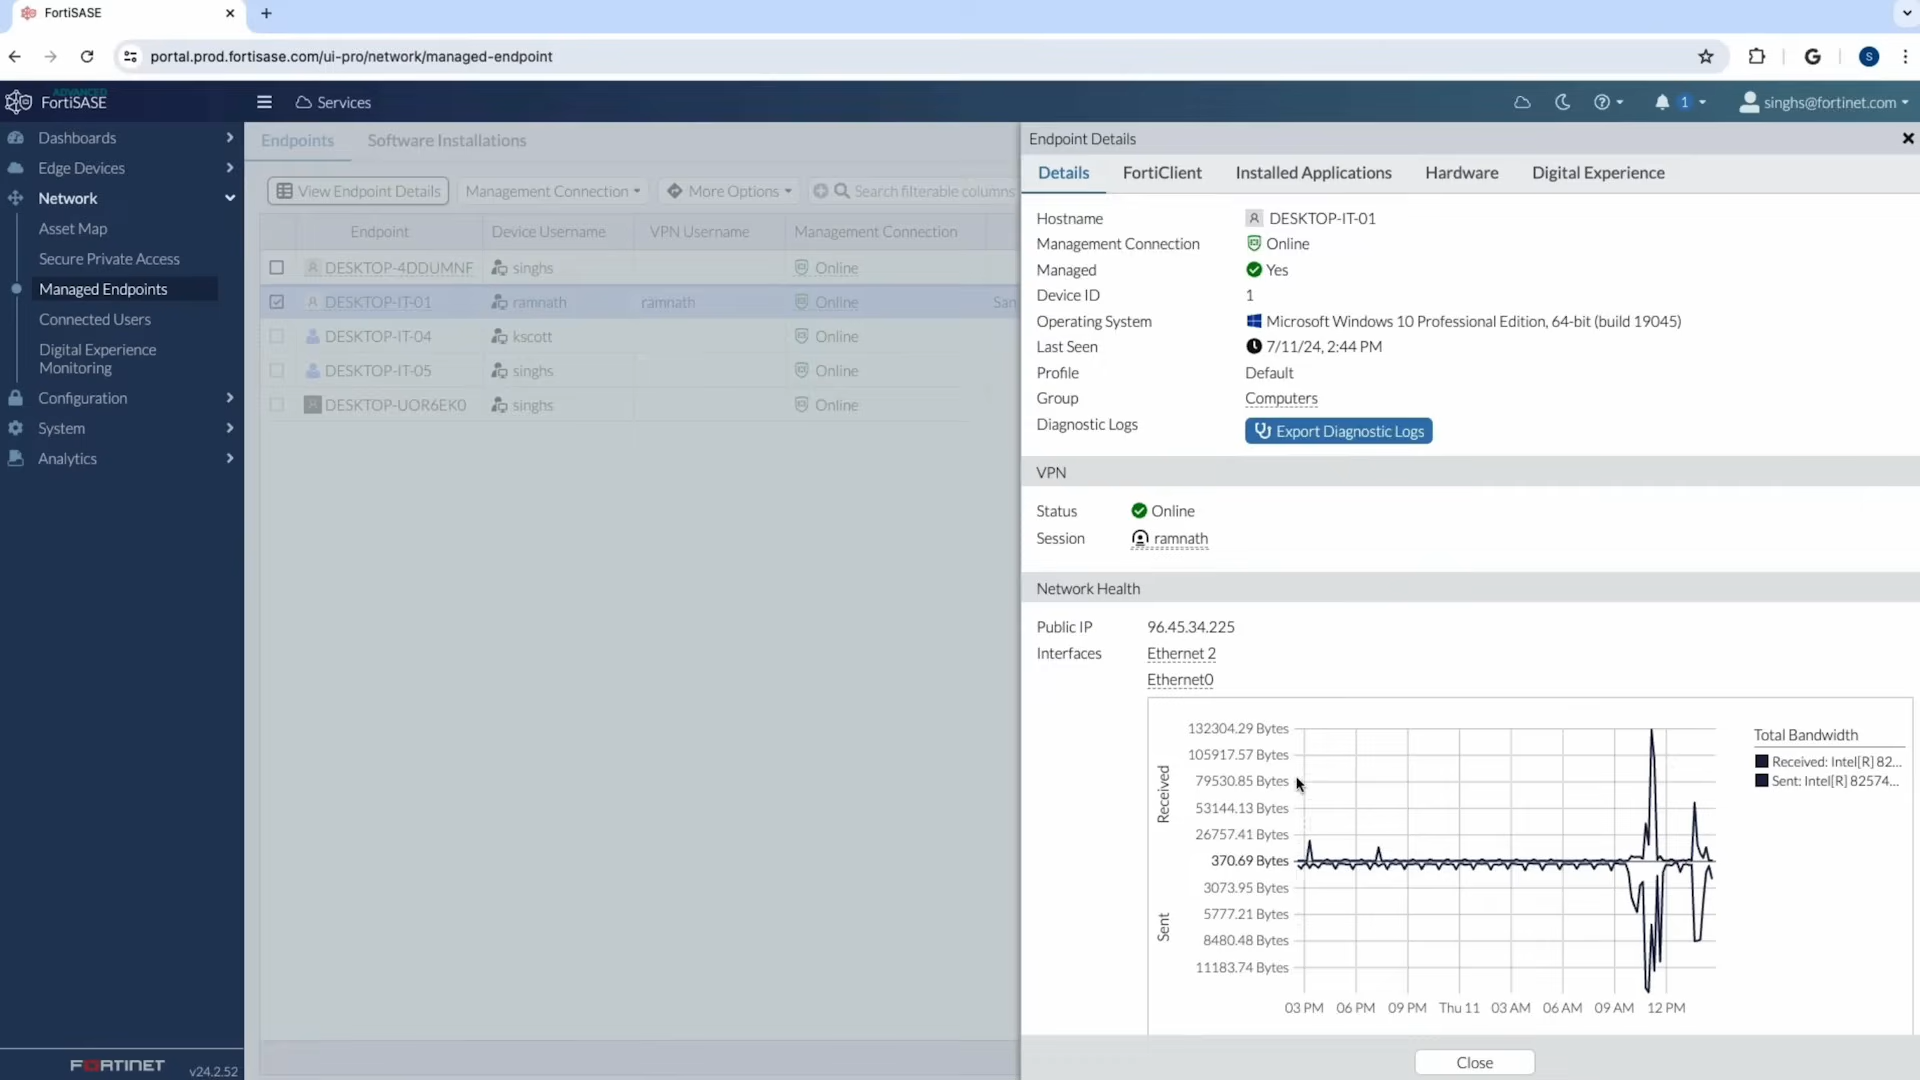 FortiSASE
portal.prod.fortisase.com/ui-pro/network/managed-endpoint
G
S
ADVANCED
FortiSASE
Services
1
singhs@fortinet.com
Dashboards
Edge Devices
Network
Asset Map
Secure Private Access
Managed Endpoints
Connected Users
Digital Experience
Monitoring
Configuration
System
Analytics
FORTINET
v24.2.52
Endpoints
Software Installations
View Endpoint Details
Management Connection
More Options
Search filterable columns
Endpoint
Device Username
VPN Username
Management Connection
DESKTOP-4DDUMNF singhs Online
DESKTOP-IT-01 ramnath ramnath Online San
DESKTOP-IT-04 kscott Online
DESKTOP-IT-05 singhs Online
DESKTOP-UOR6EK0 singhs Online
Endpoint Details
Details
FortiClient
Installed Applications
Hardware
Digital Experience
Hostname DESKTOP-IT-01
Management Connection Online
Managed Yes
Device ID 1
Operating System Microsoft Windows 10 Professional Edition, 64-bit (build 19045)
Last Seen 7/11/24, 2:44 PM
Profile Default
Group Computers
Diagnostic Logs Export Diagnostic Logs
VPN
Status Online
Session ramnath
Network Health
Public IP 96.45.34.225
Interfaces Ethernet 2
Ethernet0
Received
132304.29 Bytes
105917.57 Bytes
79530.85 Bytes
53144.13 Bytes
26757.41 Bytes
370.69 Bytes
Sent
3073.95 Bytes
5777.21 Bytes
8480.48 Bytes
11183.74 Bytes
03 PM 06 PM 09 PM Thu 11 03 AM 06 AM 09 AM 12 PM
Total Bandwidth
Received: Intel[R] 82...
Sent: Intel[R] 82574...
Close